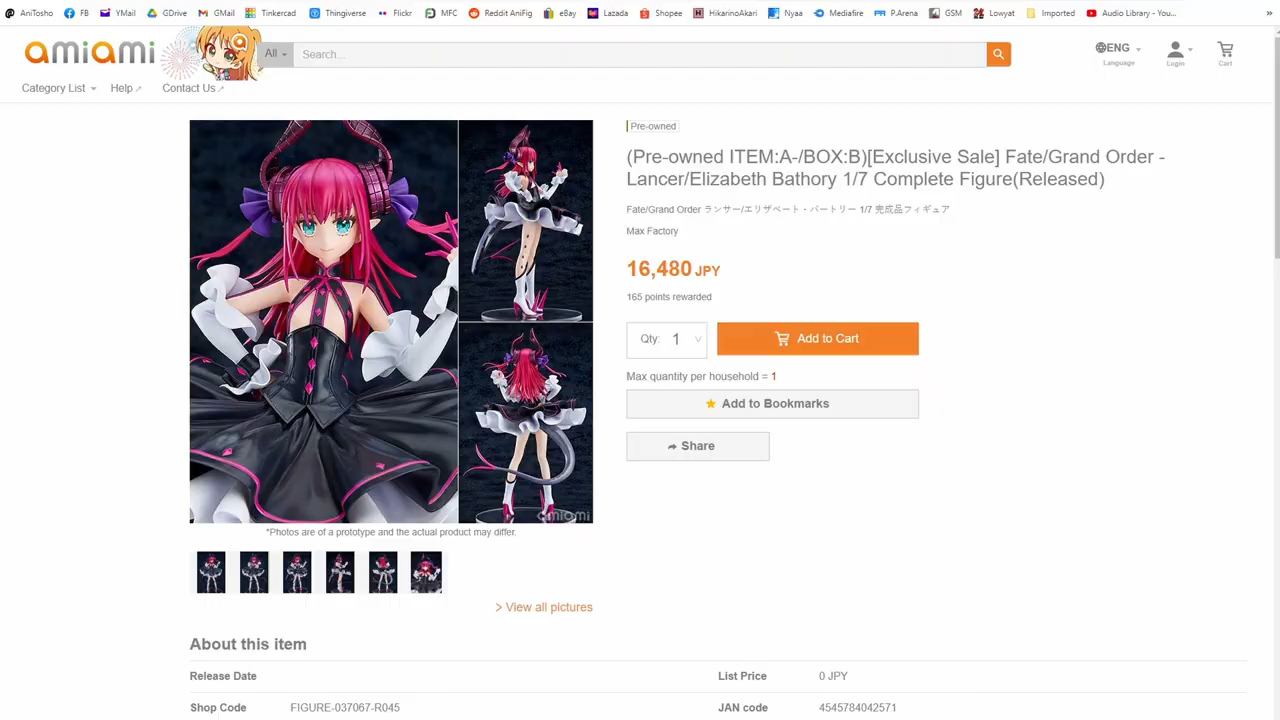 AniTosho FB YMail GDrive GMail Tinkercad Thingiverse Flickr MFC Reddit AniFig eBay Lazada Shopee HikarinoAkari Nyaa Mediafire P.Arena GSM Lowyat Imported Audio Library - You... »
amiami
All
Search...
ENG
Language
Login
Cart
Category List
Help
Contact Us
Pre-owned
(Pre-owned ITEM:A-/BOX:B)[Exclusive Sale] Fate/Grand Order -
Lancer/Elizabeth Bathory 1/7 Complete Figure(Released)
Fate/Grand Order ランサー/エリザベート・バートリー 1/7 完成品フィギュア
Max Factory
16,480 JPY
165 points rewarded
Qty: 1
Add to Cart
Max quantity per household = 1
Add to Bookmarks
Share
amiami
*Photos are of a prototype and the actual product may differ.
> View all pictures
About this item
Release Date
List Price 0 JPY
Shop Code FIGURE-037067-R045
JAN code 4545784042571